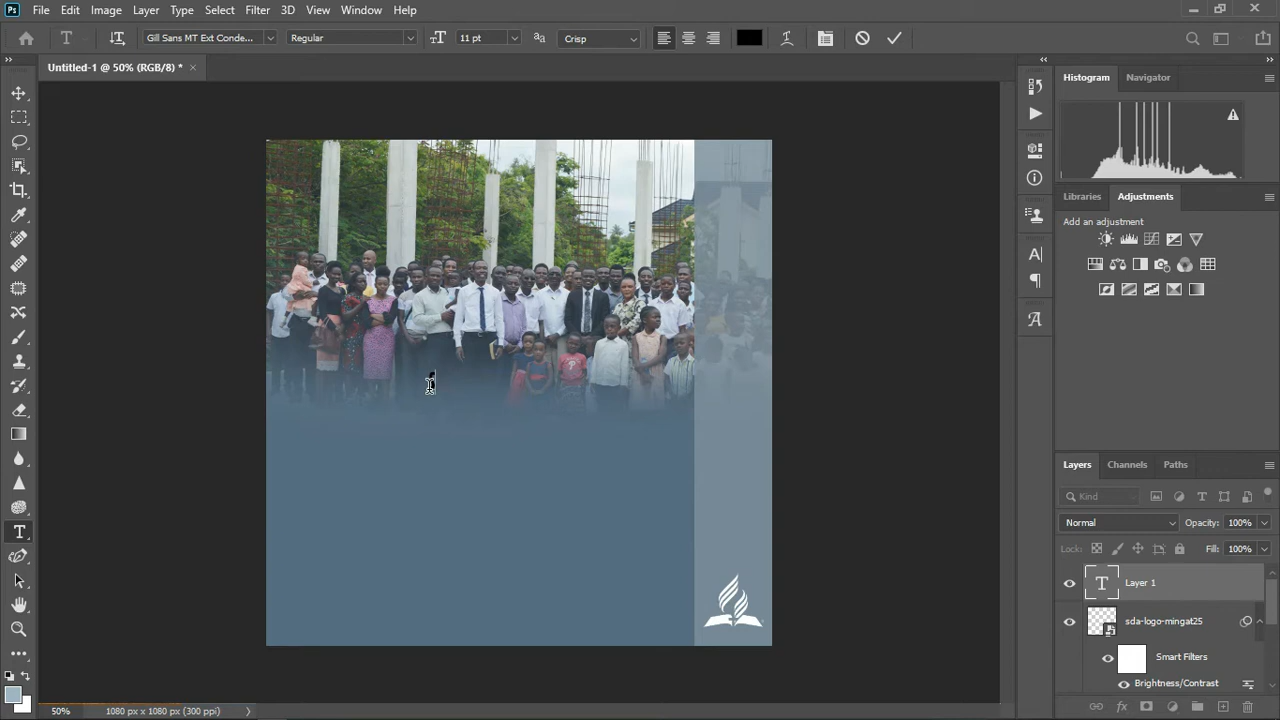 Ps File Edit Image Layer Type Select Filter 3D View Window Help
T Gill Sans MT Ext Conde... Regular 11 pt Crisp
Untitled-1 @ 50% (RGB/8) * ×
Histogram Navigator
Libraries Adjustments
Add an adjustment
Layers Channels Paths
Kind
Normal Opacity: 100%
Lock: Fill: 100%
T Layer 1
sda-logo-mingat25
Smart Filters
Brightness/Contrast
50% 1080 px x 1080 px (300 ppi)